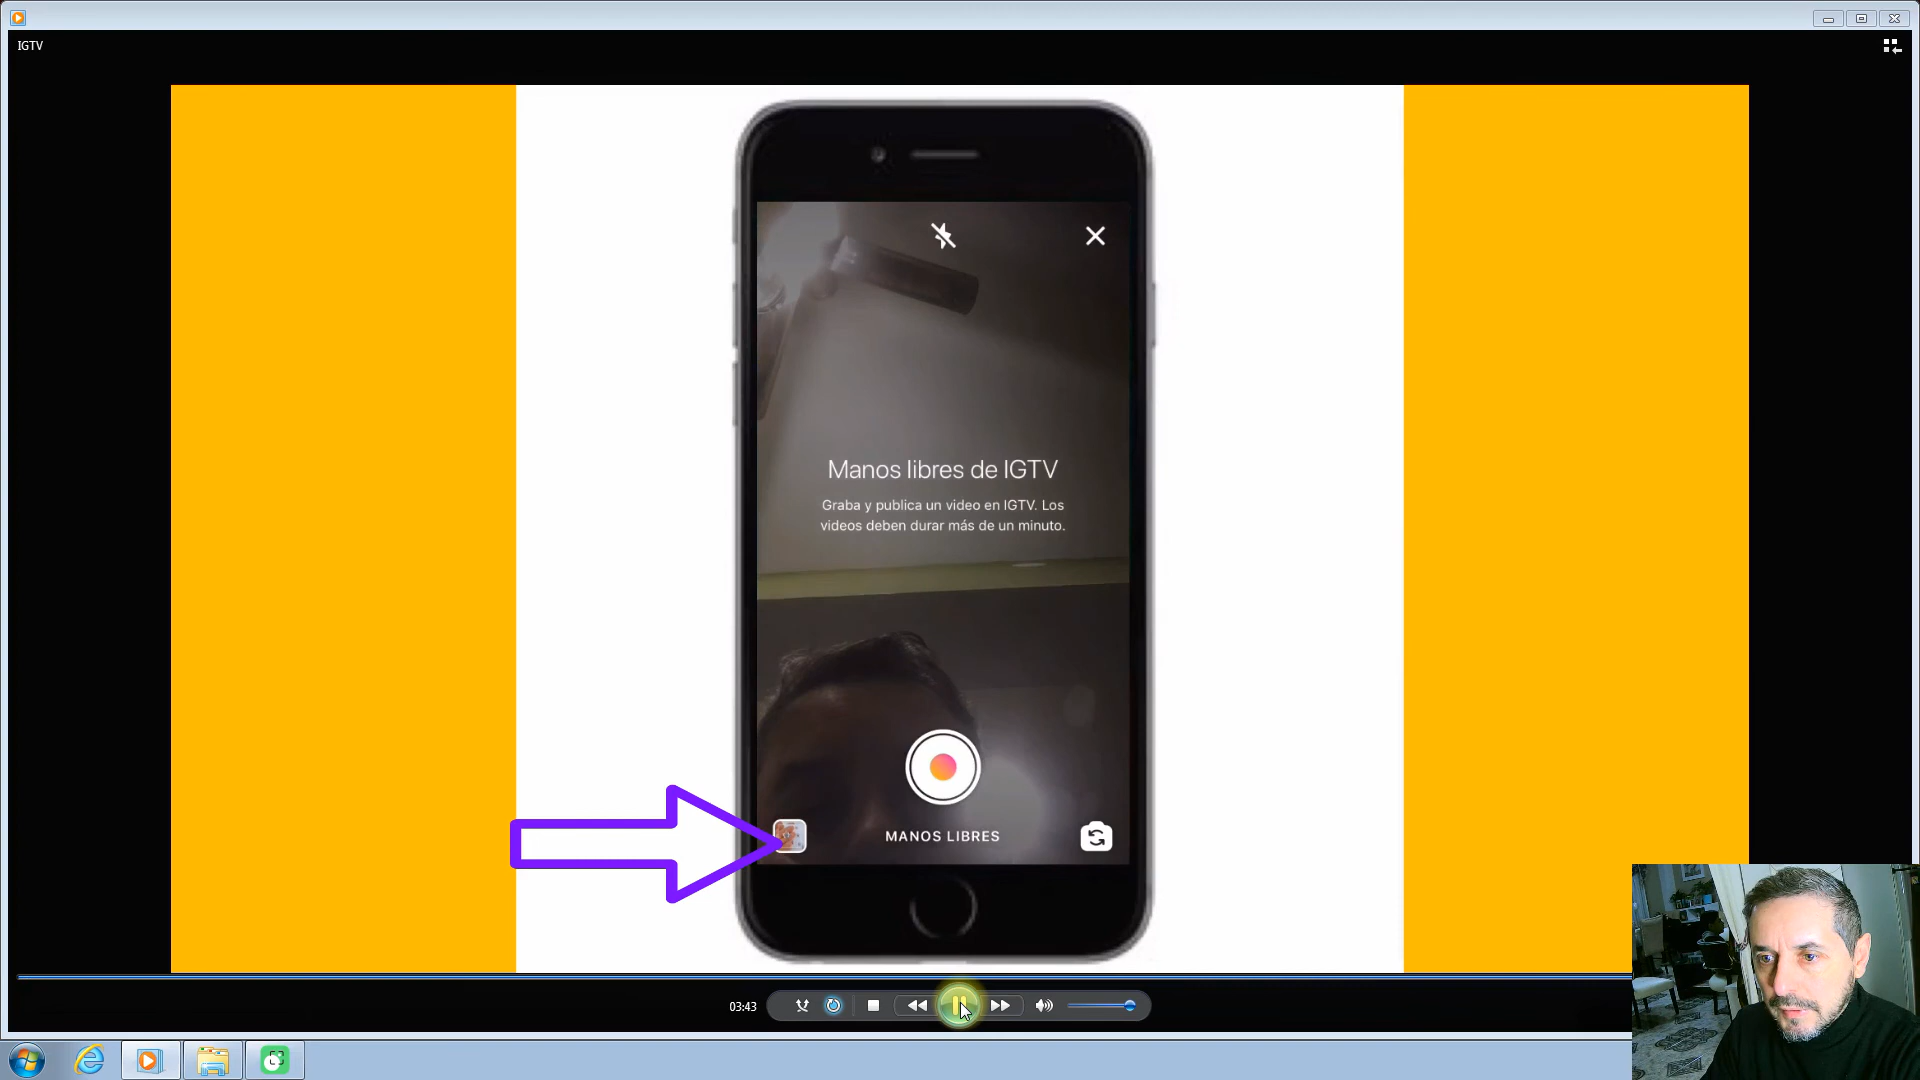 IGTV
Manos libres de IGTV
Graba y publica un video en IGTV. Los
videos deben durar más de un minuto.
MANOS LIBRES
03:43